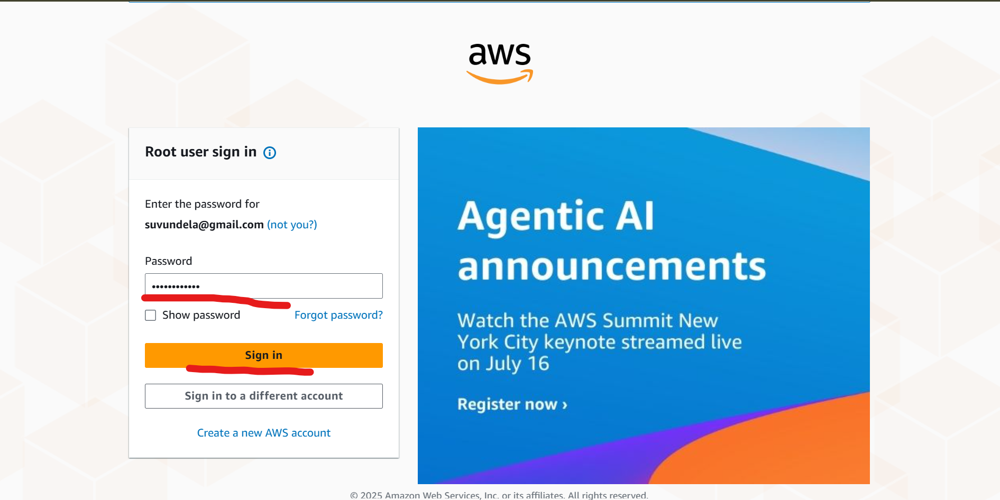 aws
Root user sign in
Enter the password for
suvundela@gmail.com (not you?)
Password
••••••••••••
Show password Forgot password?
Sign in
Sign in to a different account
Create a new AWS account
Agentic AI
announcements
Watch the AWS Summit New
York City keynote streamed live
on July 16
Register now ›
© 2025 Amazon Web Services, Inc. or its affiliates. All rights reserved.